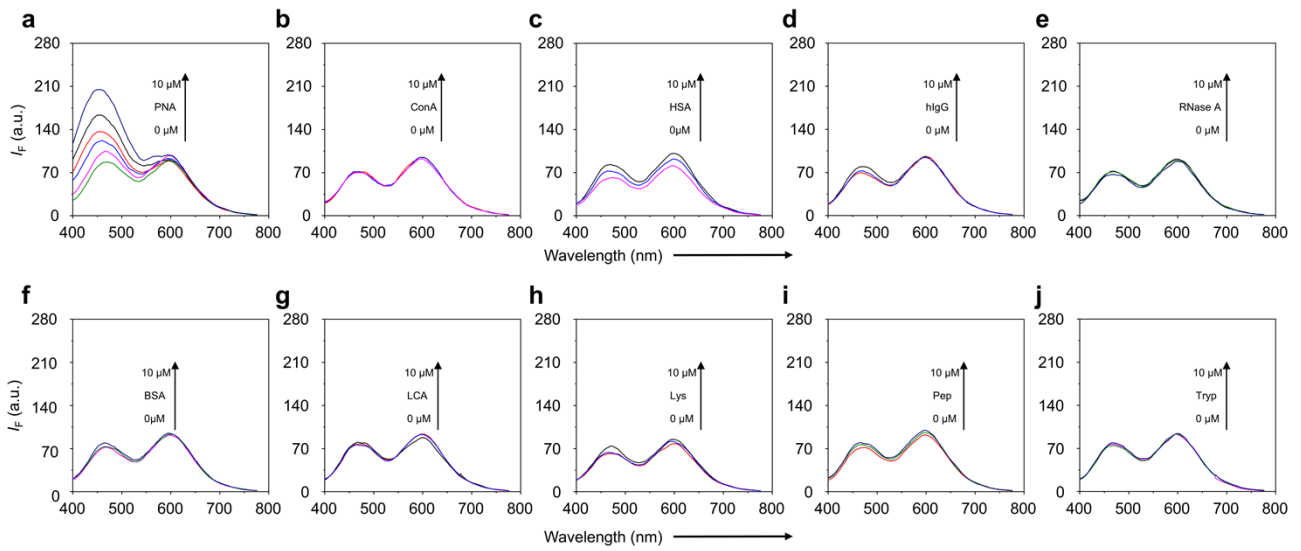 a b c d e
280 280 280 280 280
210 210 210 210 210
140 140 140 140 140
70 70 70 70 70
0 0 0 0 0
I_F (a.u.)
10 µM 10 µM 10 µM 10 µM 10 µM
PNA ConA HSA hIgG RNase A
0 µM 0 µM 0µM 0 µM 0 µM
400 500 600 700 800 400 500 600 700 800 400 500 600 700 800 400 500 600 700 800 400 500 600 700 800
Wavelength (nm)
f g h i j
280 280 280 280 280
210 210 210 210 210
140 140 140 140 140
70 70 70 70 70
0 0 0 0 0
I_F (a.u.)
10 µM 10 µM 10 µM 10 µM 10 µM
BSA LCA Lys Pep Tryp
0µM 0 µM 0 µM 0 µM 0 µM
400 500 600 700 800 400 500 600 700 800 400 500 600 700 800 400 500 600 700 800 400 500 600 700 800
Wavelength (nm)